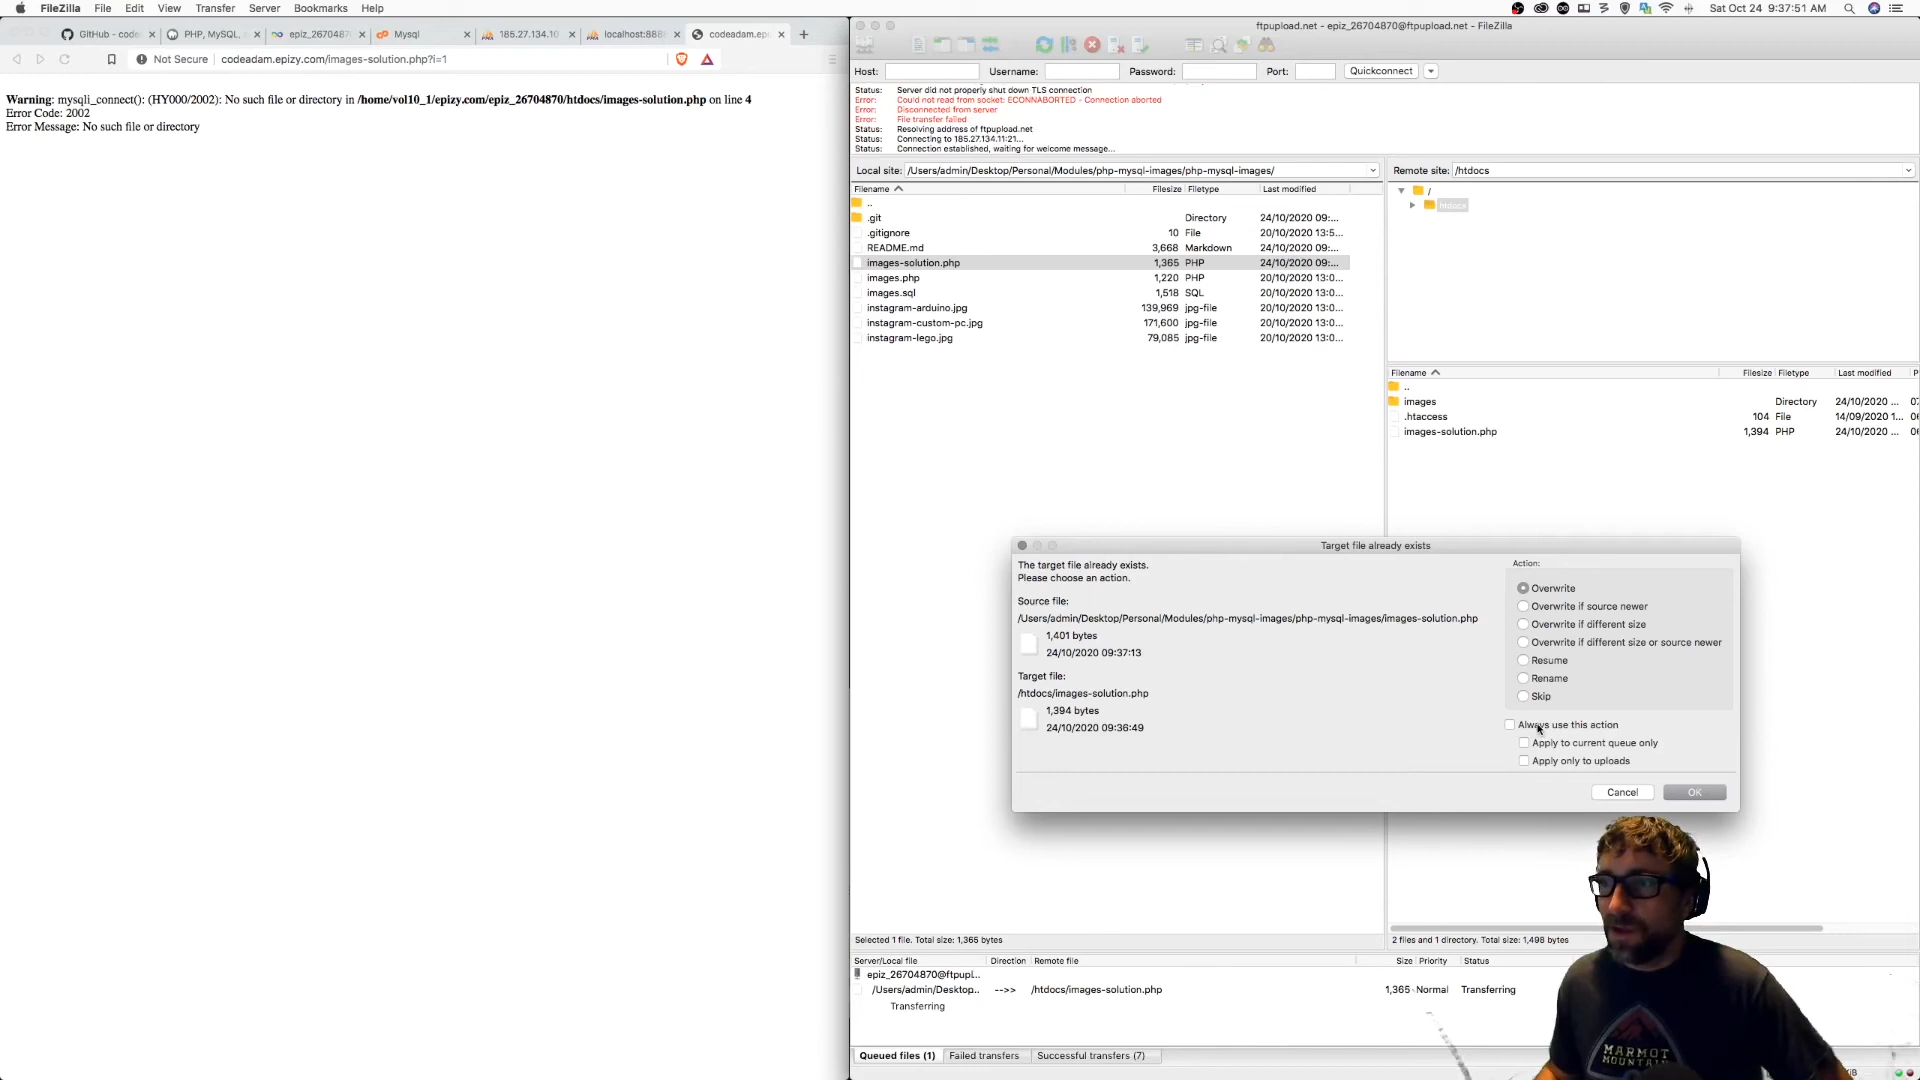 FileZilla File Edit View Transfer Server Bookmarks Help Sat Oct 24 9:37:51 AM
GitHub - code PHP, MySQL, epiz_2670487 Mysql 185.27.134.10 localhost:888 codeadam.ep
Not Secure codeadam.epizy.com/images-solution.php?i=1
Warning: mysqli_connect(): (HY000/2002): No such file or directory in /home/vol10_1/epizy.com/epiz_26704870/htdocs/images-solution.php on line 4
Error Code: 2002
Error Message: No such file or directory
ftpupload.net - epiz_26704870@ftpupload.net - FileZilla
Host: Username: Password: Port: Quickconnect
Status: Server did not properly shut down TLS connection
Error: Could not read from socket: ECONNABORTED - Connection aborted
Error: Disconnected from server
Error: File transfer failed
Status: Resolving address of ftpupload.net
Status: Connecting to 185.27.134.11:21...
Status: Connection established, waiting for welcome message...
Local site: /Users/admin/Desktop/Personal/Modules/php-mysql-images/php-mysql-images/
Filename Filesize Filetype Last modified
..
.git Directory 24/10/2020 09:...
.gitignore 10 File 20/10/2020 13:5...
README.md 3,668 Markdown 24/10/2020 09:...
images-solution.php 1,365 PHP 24/10/2020 09:...
images.php 1,220 PHP 20/10/2020 13:0...
images.sql 1,518 SQL 20/10/2020 13:0...
instagram-arduino.jpg 139,969 jpg-file 20/10/2020 13:0...
instagram-custom-pc.jpg 171,600 jpg-file 20/10/2020 13:0...
instagram-lego.jpg 79,085 jpg-file 20/10/2020 13:0...
Selected 1 file. Total size: 1,365 bytes
Remote site: /htdocs
/
htdocs
Filename Filesize Filetype Last modified P
..
images Directory 24/10/2020 ... 07
.htaccess 104 File 14/09/2020 1... 06
images-solution.php 1,394 PHP 24/10/2020 ... 06
2 files and 1 directory. Total size: 1,498 bytes
Target file already exists
The target file already exists.
Please choose an action.
Source file:
/Users/admin/Desktop/Personal/Modules/php-mysql-images/php-mysql-images/images-solution.php
1,401 bytes
24/10/2020 09:37:13
Target file:
/htdocs/images-solution.php
1,394 bytes
24/10/2020 09:36:49
Action:
Overwrite
Overwrite if source newer
Overwrite if different size
Overwrite if different size or source newer
Resume
Rename
Skip
Always use this action
Apply to current queue only
Apply only to uploads
Cancel OK
Server/Local file Direction Remote file Size Priority Status
epiz_26704870@ftpupl...
/Users/admin/Desktop.. -->> /htdocs/images-solution.php 1,365 Normal Transferring
Transferring
Queued files (1) Failed transfers Successful transfers (7)
MARMOT
MOUNTAIN